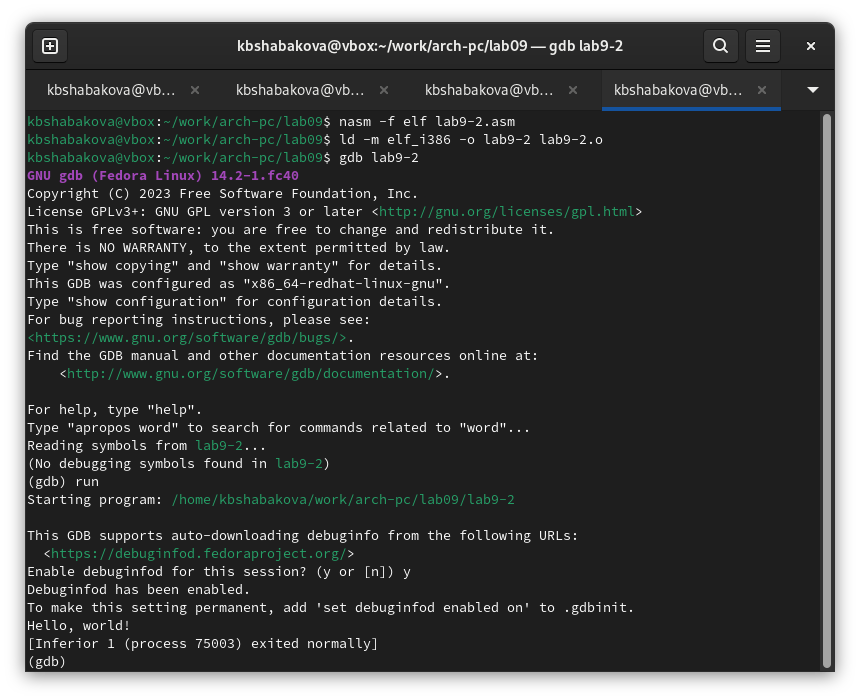 kbshabakova@vbox:~/work/arch-pc/lab09 — gdb lab9-2
kbshabakova@vb... × kbshabakova@vb... × kbshabakova@vb... × kbshabakova@vb... ×
kbshabakova@vbox:~/work/arch-pc/lab09$ nasm -f elf lab9-2.asm
kbshabakova@vbox:~/work/arch-pc/lab09$ ld -m elf_i386 -o lab9-2 lab9-2.o
kbshabakova@vbox:~/work/arch-pc/lab09$ gdb lab9-2
GNU gdb (Fedora Linux) 14.2-1.fc40
Copyright (C) 2023 Free Software Foundation, Inc.
License GPLv3+: GNU GPL version 3 or later <http://gnu.org/licenses/gpl.html>
This is free software: you are free to change and redistribute it.
There is NO WARRANTY, to the extent permitted by law.
Type "show copying" and "show warranty" for details.
This GDB was configured as "x86_64-redhat-linux-gnu".
Type "show configuration" for configuration details.
For bug reporting instructions, please see:
<https://www.gnu.org/software/gdb/bugs/>.
Find the GDB manual and other documentation resources online at:
    <http://www.gnu.org/software/gdb/documentation/>.

For help, type "help".
Type "apropos word" to search for commands related to "word"...
Reading symbols from lab9-2...
(No debugging symbols found in lab9-2)
(gdb) run
Starting program: /home/kbshabakova/work/arch-pc/lab09/lab9-2

This GDB supports auto-downloading debuginfo from the following URLs:
  <https://debuginfod.fedoraproject.org/>
Enable debuginfod for this session? (y or [n]) y
Debuginfod has been enabled.
To make this setting permanent, add 'set debuginfod enabled on' to .gdbinit.
Hello, world!
[Inferior 1 (process 75003) exited normally]
(gdb)